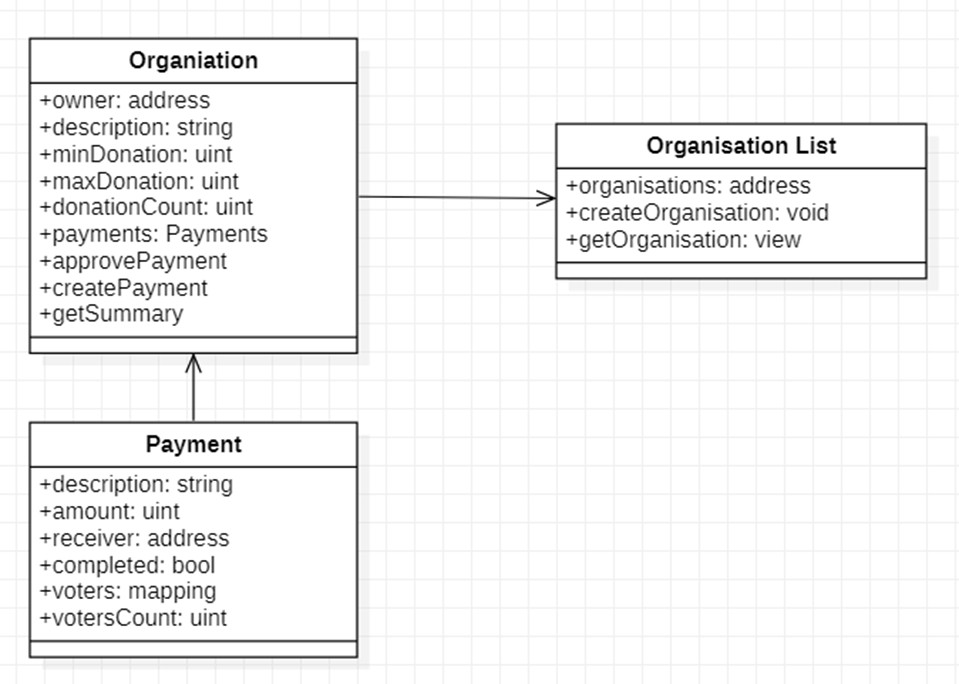 Organiation
+owner: address
+description: string
+minDonation: uint
+maxDonation: uint
+donationCount: uint
+payments: Payments
+approvePayment
+createPayment
+getSummary
Organisation List
+organisations: address
+createOrganisation: void
+getOrganisation: view
Payment
+description: string
+amount: uint
+receiver: address
+completed: bool
+voters: mapping
+votersCount: uint